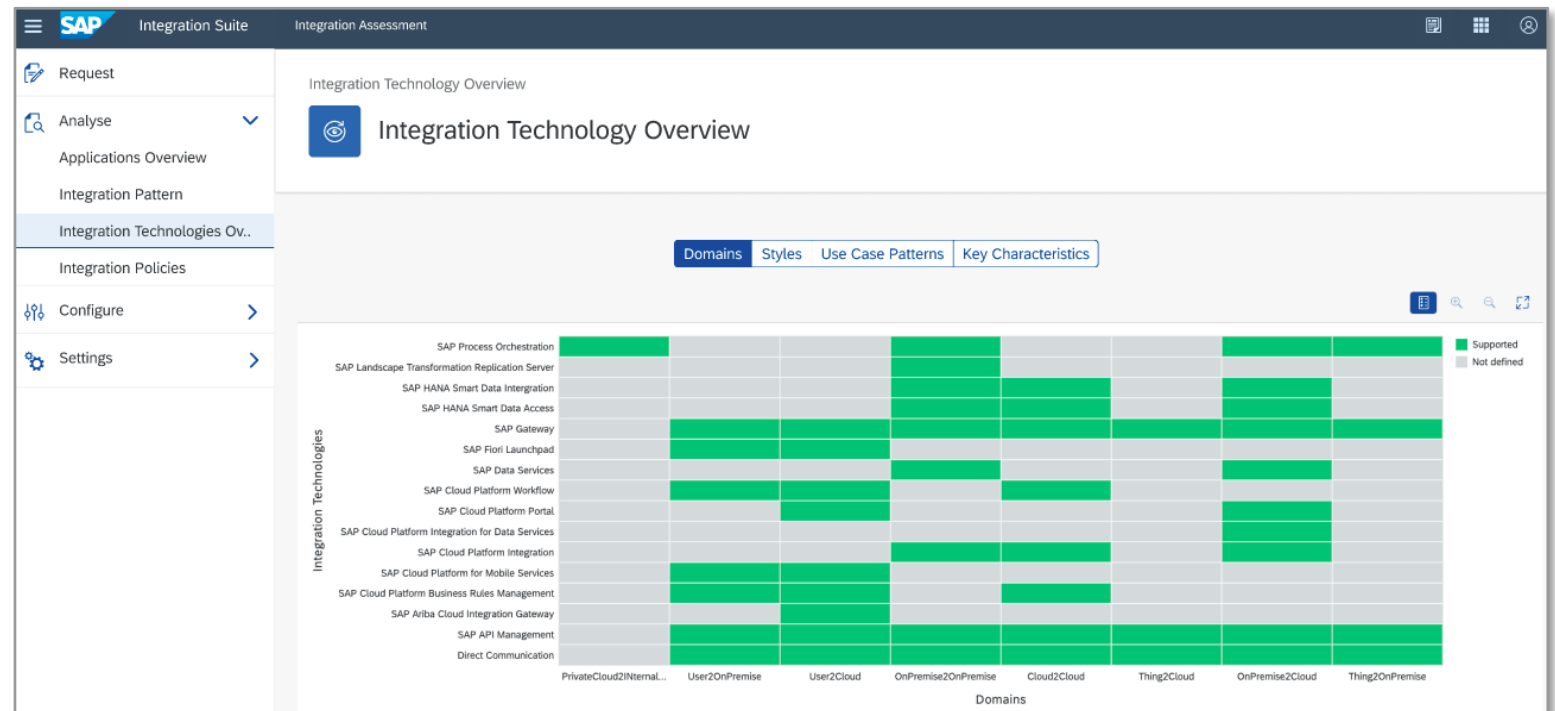 SAP Integration Suite Integration Assessment
Request
Analyse
Applications Overview
Integration Pattern
Integration Technologies Ov..
Integration Policies
Configure
Settings
Integration Technology Overview
Integration Technology Overview
Domains Styles Use Case Patterns Key Characteristics
Supported
Not defined
Integration Technologies
SAP Process Orchestration
SAP Landscape Transformation Replication Server
SAP HANA Smart Data Intergration
SAP HANA Smart Data Access
SAP Gateway
SAP Fiori Launchpad
SAP Data Services
SAP Cloud Platform Workflow
SAP Cloud Platform Portal
SAP Cloud Platform Integration for Data Services
SAP Cloud Platform Integration
SAP Cloud Platform for Mobile Services
SAP Cloud Platform Business Rules Management
SAP Ariba Cloud Integration Gateway
SAP API Management
Direct Communication
PrivateCloud2INternal... User2OnPremise User2Cloud OnPremise2OnPremise Cloud2Cloud Thing2Cloud OnPremise2Cloud Thing2OnPremise
Domains